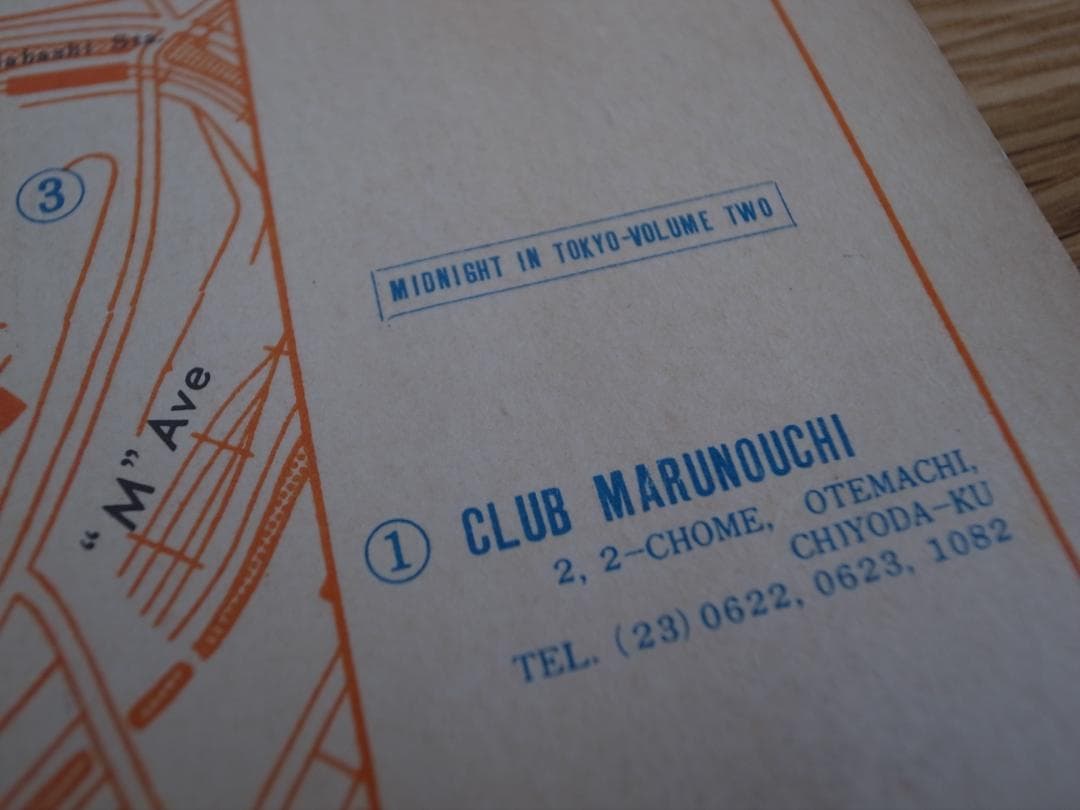 Sta
③
"M" Ave
MIDNIGHT IN TOKYO-VOLUME TWO
① CLUB MARUNOUCHI
2, 2-CHOME, OTEMACHI,
CHIYODA-KU
TEL. (23) 0622, 0623, 1082